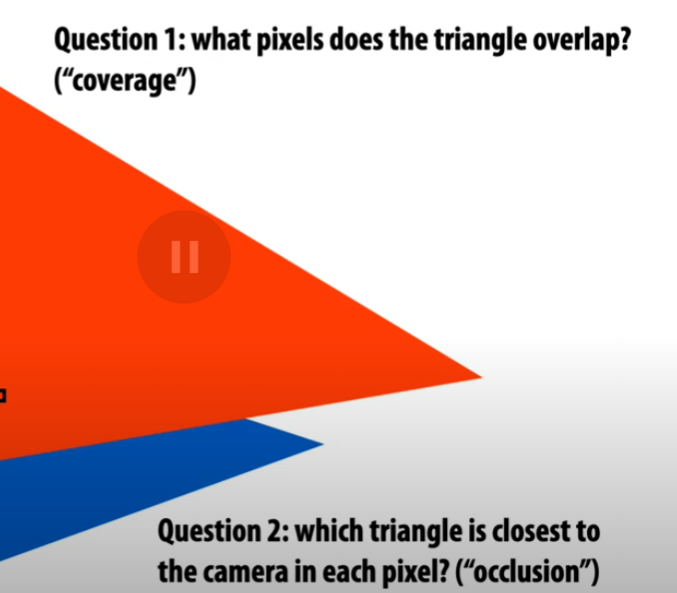 Question 1: what pixels does the triangle overlap?
(“coverage”)
Question 2: which triangle is closest to
the camera in each pixel? (“occlusion”)